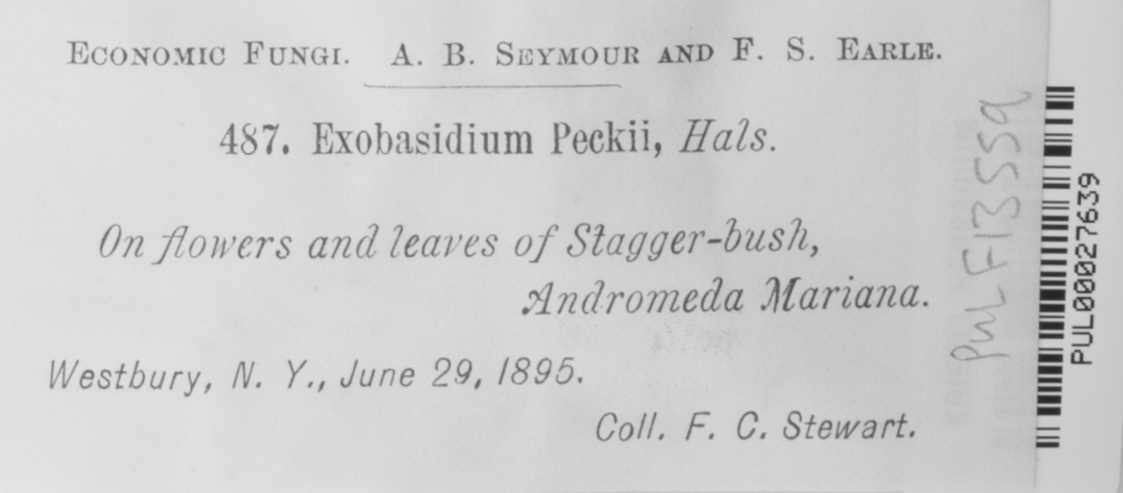 ECONOMIC FUNGI. A. B. SEYMOUR AND F. S. EARLE.
487. Exobasidium Peckii, Hals.
On flowers and leaves of Stagger-bush,
Andromeda Mariana.
Westbury, N. Y., June 29, 1895.
Coll. F. C. Stewart.
PUL F13559
PUL00027639